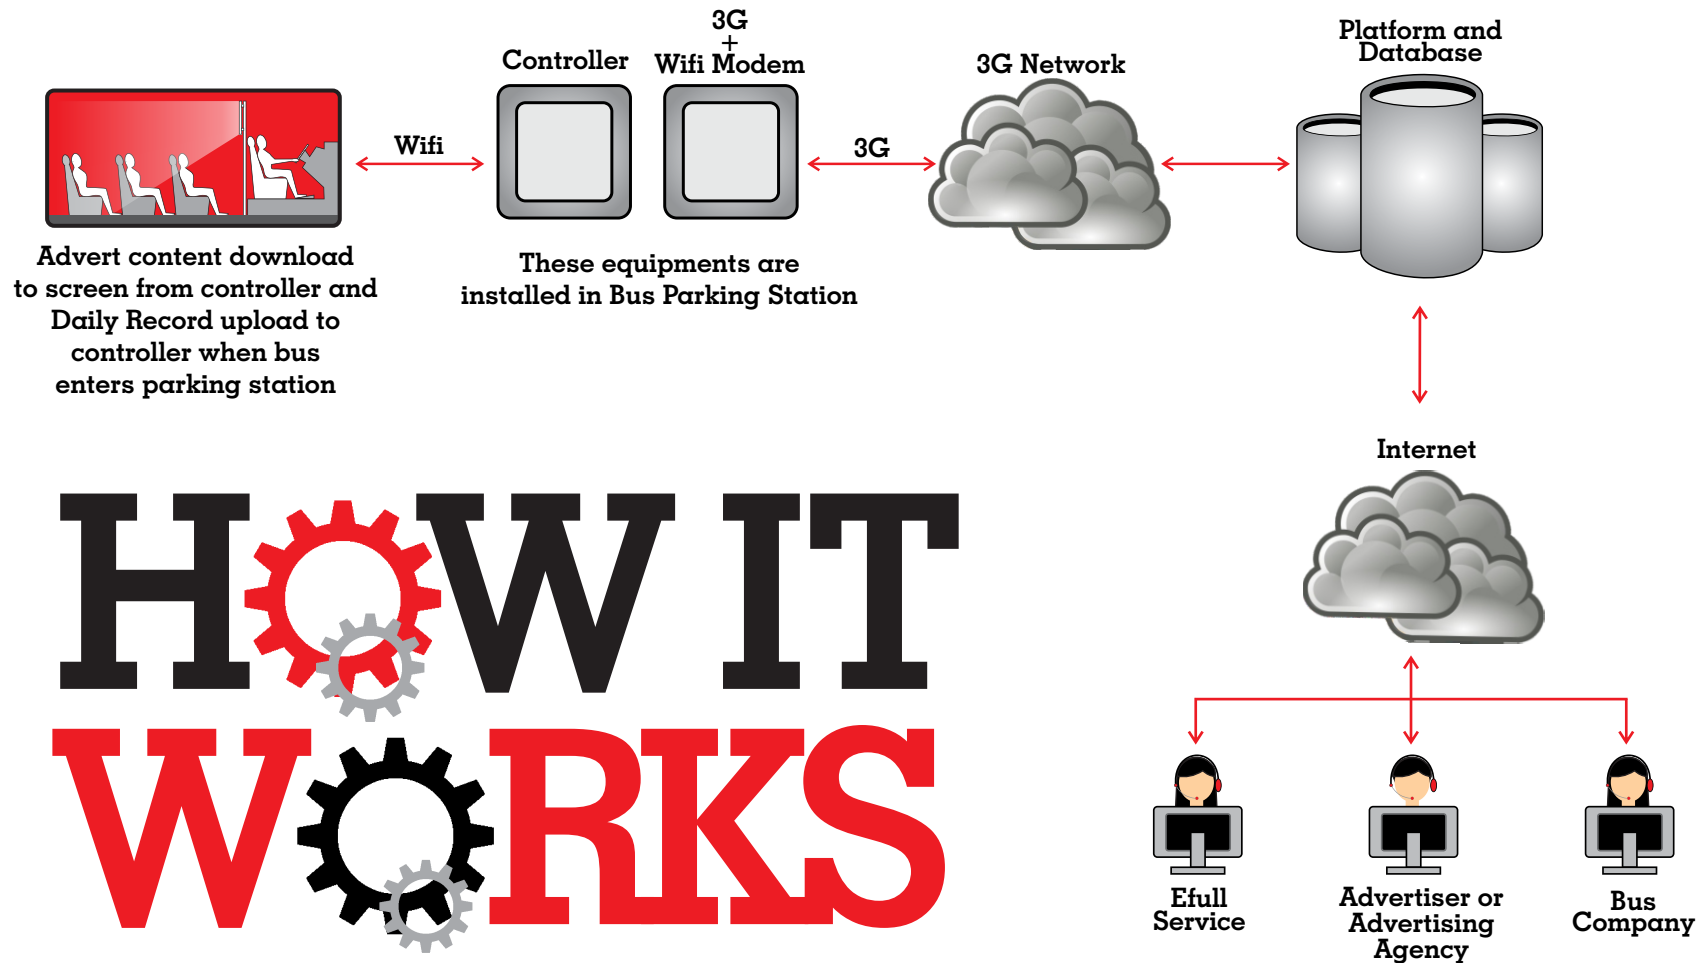 3G
+
Wifi Modem
Controller
3G Network
Platform and
Database
Wifi
3G
Advert content download
to screen from controller and
Daily Record upload to
controller when bus
enters parking station
These equipments are
installed in Bus Parking Station
Internet
HOW IT
WORKS
Efull
Service
Advertiser or
Advertising
Agency
Bus
Company